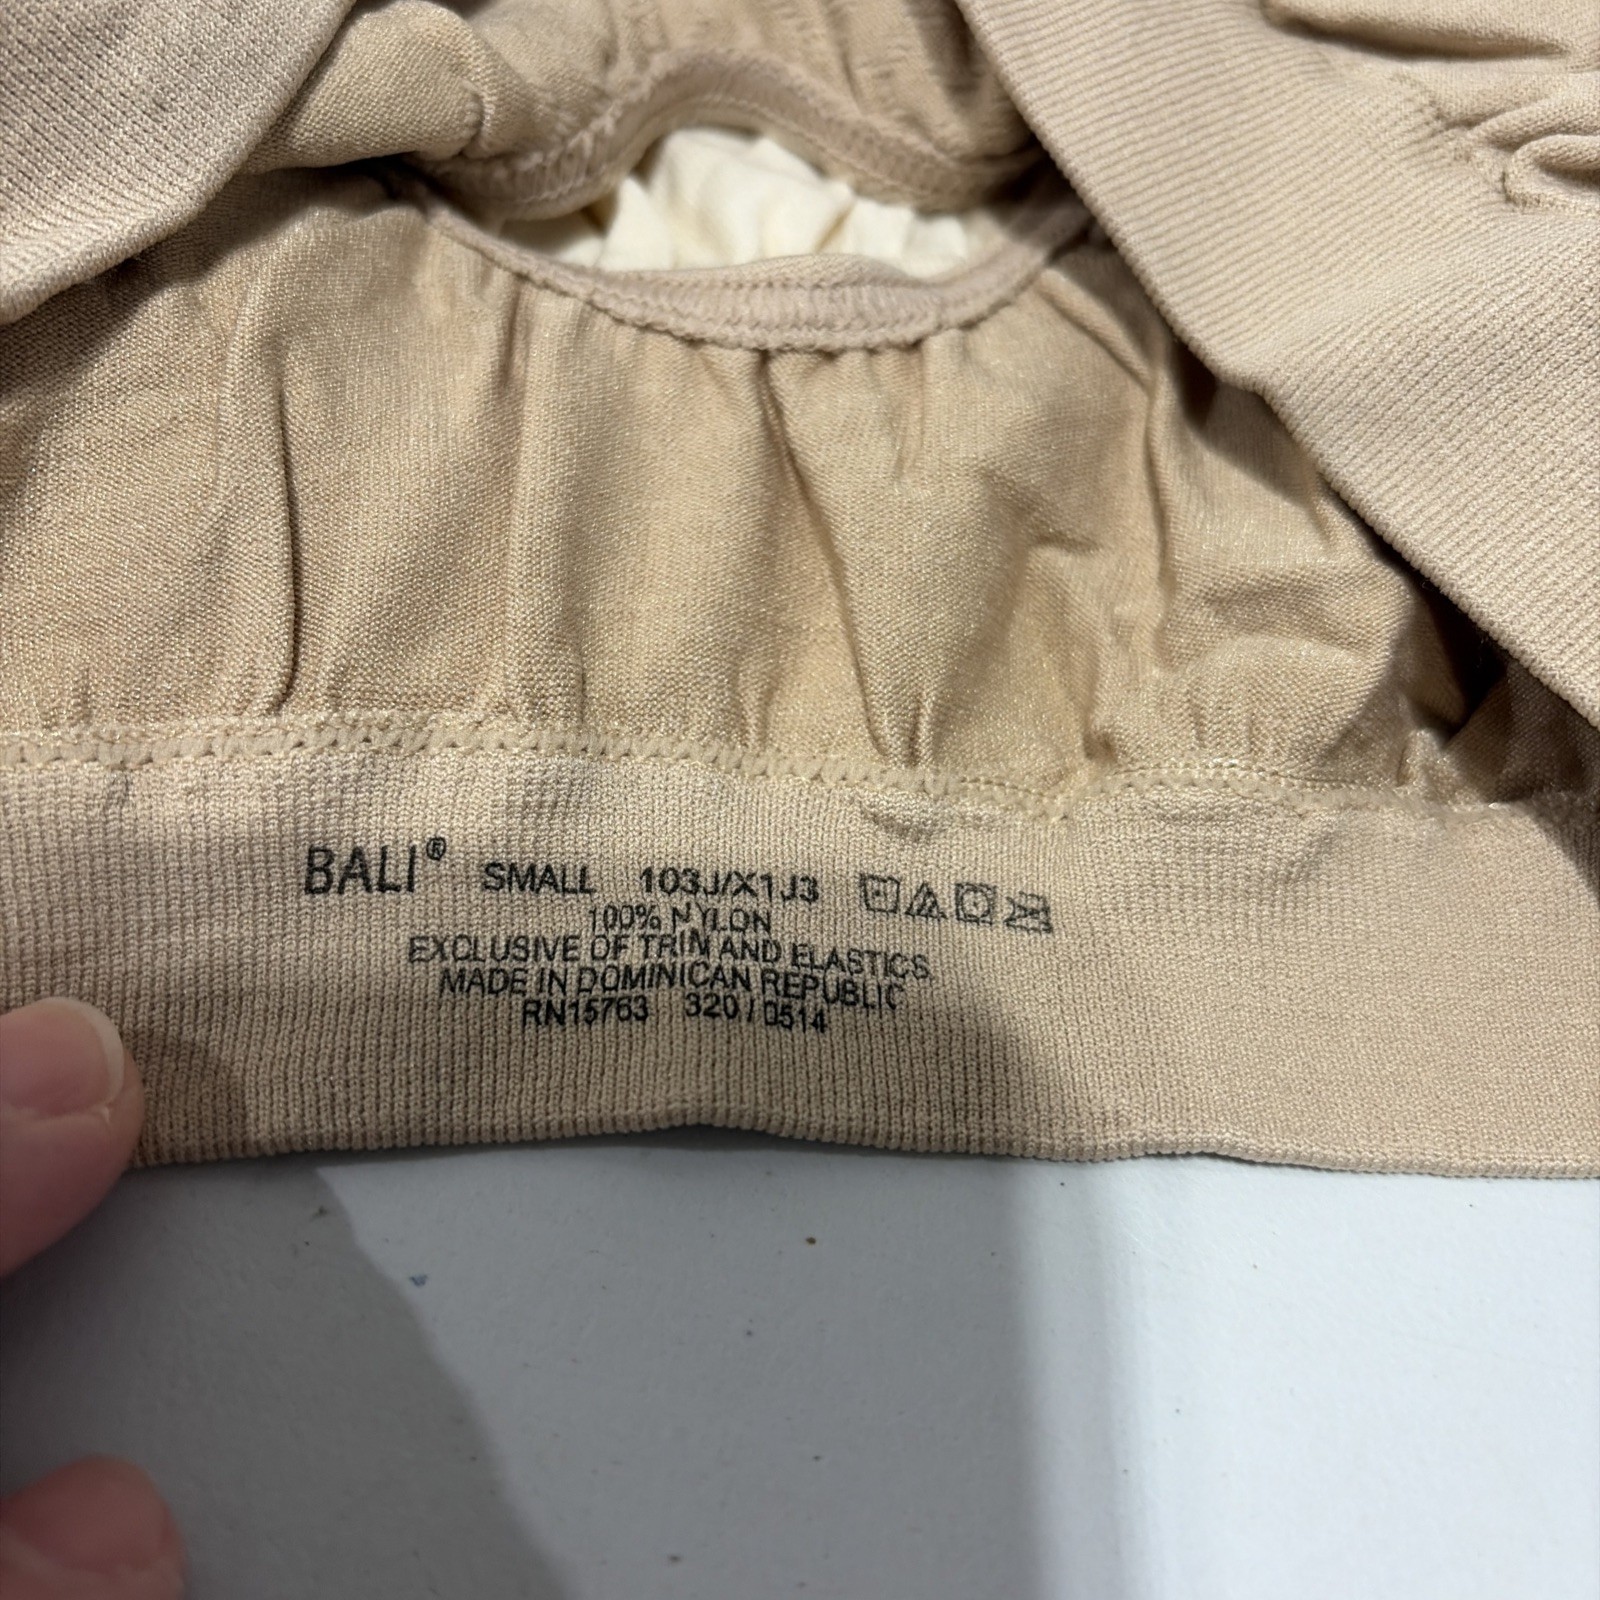 BALI® SMALL 103J/X1J3
100% NYLON
EXCLUSIVE OF TRIM AND ELASTICS
MADE IN DOMINICAN REPUBLIC
RN15763 320/0514